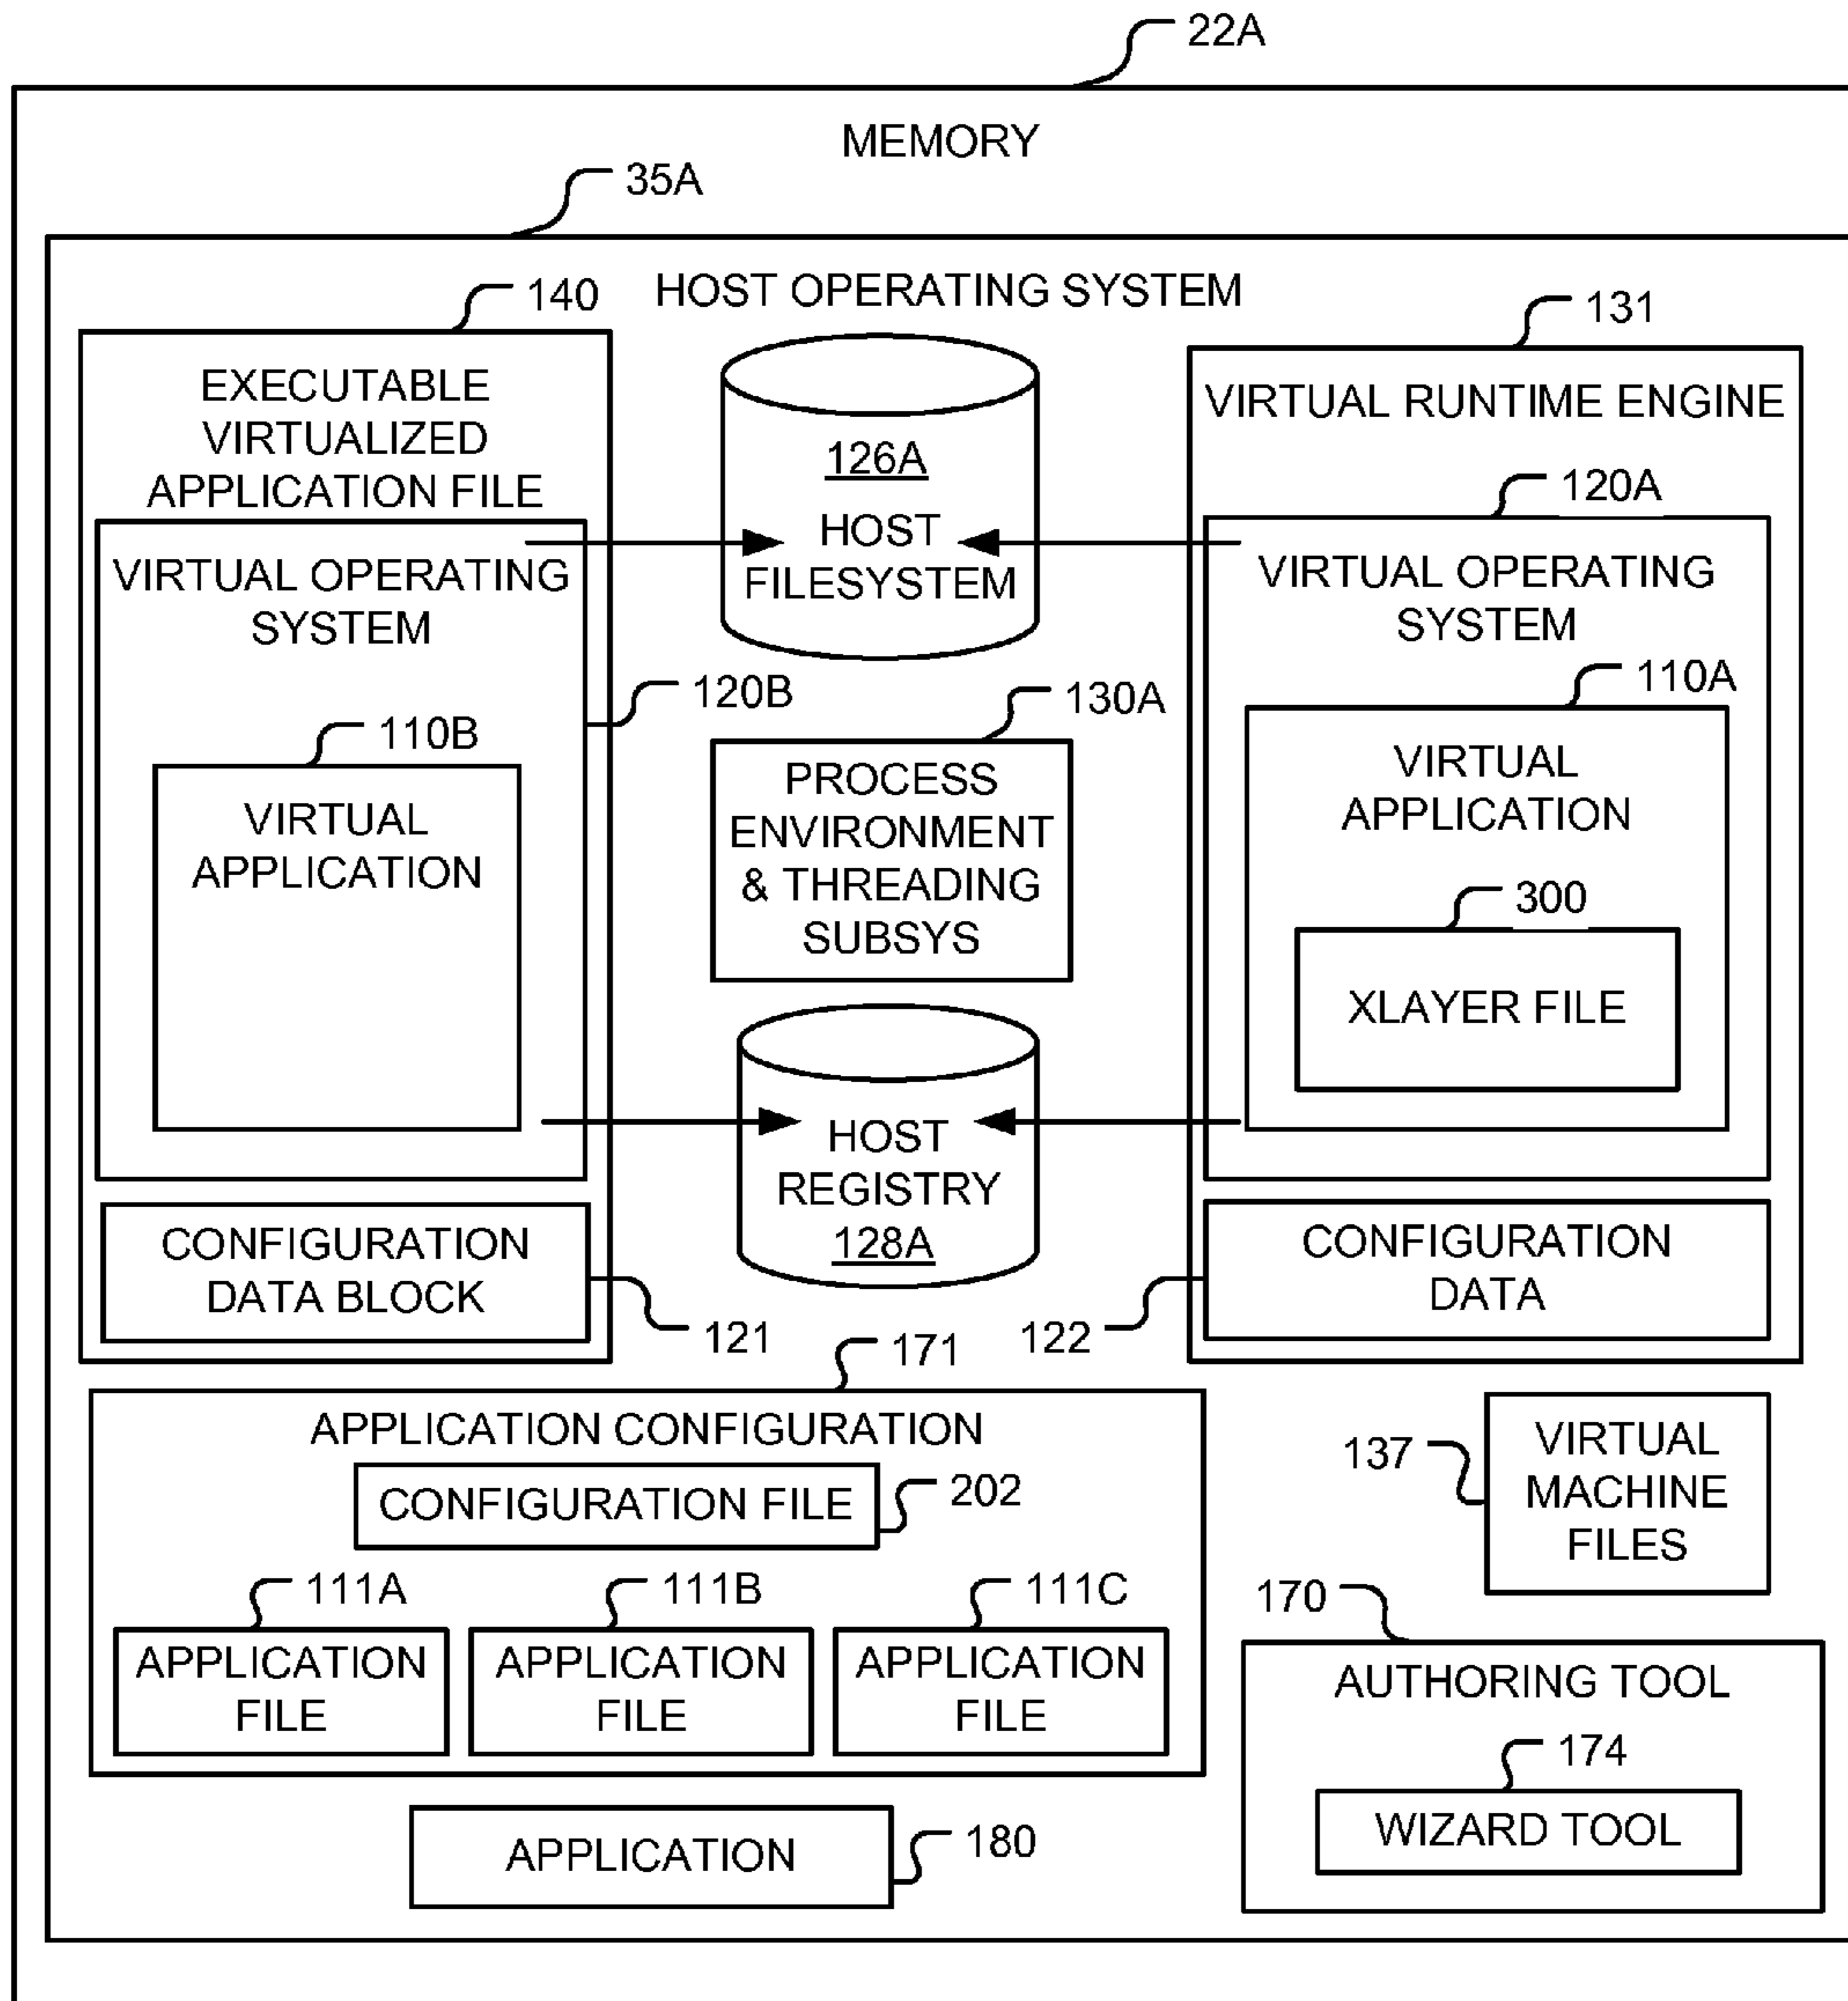 22A
MEMORY
35A
HOST OPERATING SYSTEM
140
EXECUTABLE
VIRTUALIZED
APPLICATION FILE
VIRTUAL OPERATING
SYSTEM
120B
110B
VIRTUAL
APPLICATION
CONFIGURATION
DATA BLOCK
121
126A
HOST
FILESYSTEM
130A
PROCESS
ENVIRONMENT
& THREADING
SUBSYS
HOST
REGISTRY
128A
131
VIRTUAL RUNTIME ENGINE
120A
VIRTUAL OPERATING
SYSTEM
110A
VIRTUAL
APPLICATION
300
XLAYER FILE
CONFIGURATION
DATA
122
171
APPLICATION CONFIGURATION
CONFIGURATION FILE
202
111A
APPLICATION
FILE
111B
APPLICATION
FILE
111C
APPLICATION
FILE
137
VIRTUAL
MACHINE
FILES
170
AUTHORING TOOL
174
WIZARD TOOL
APPLICATION
180